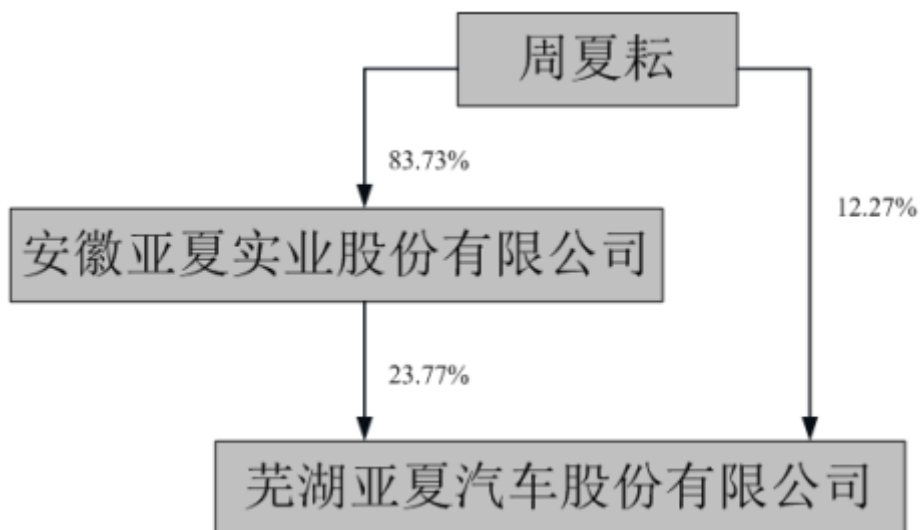 周夏耘
83.73%
12.27%
安徽亚夏实业股份有限公司
23.77%
芜湖亚夏汽车股份有限公司